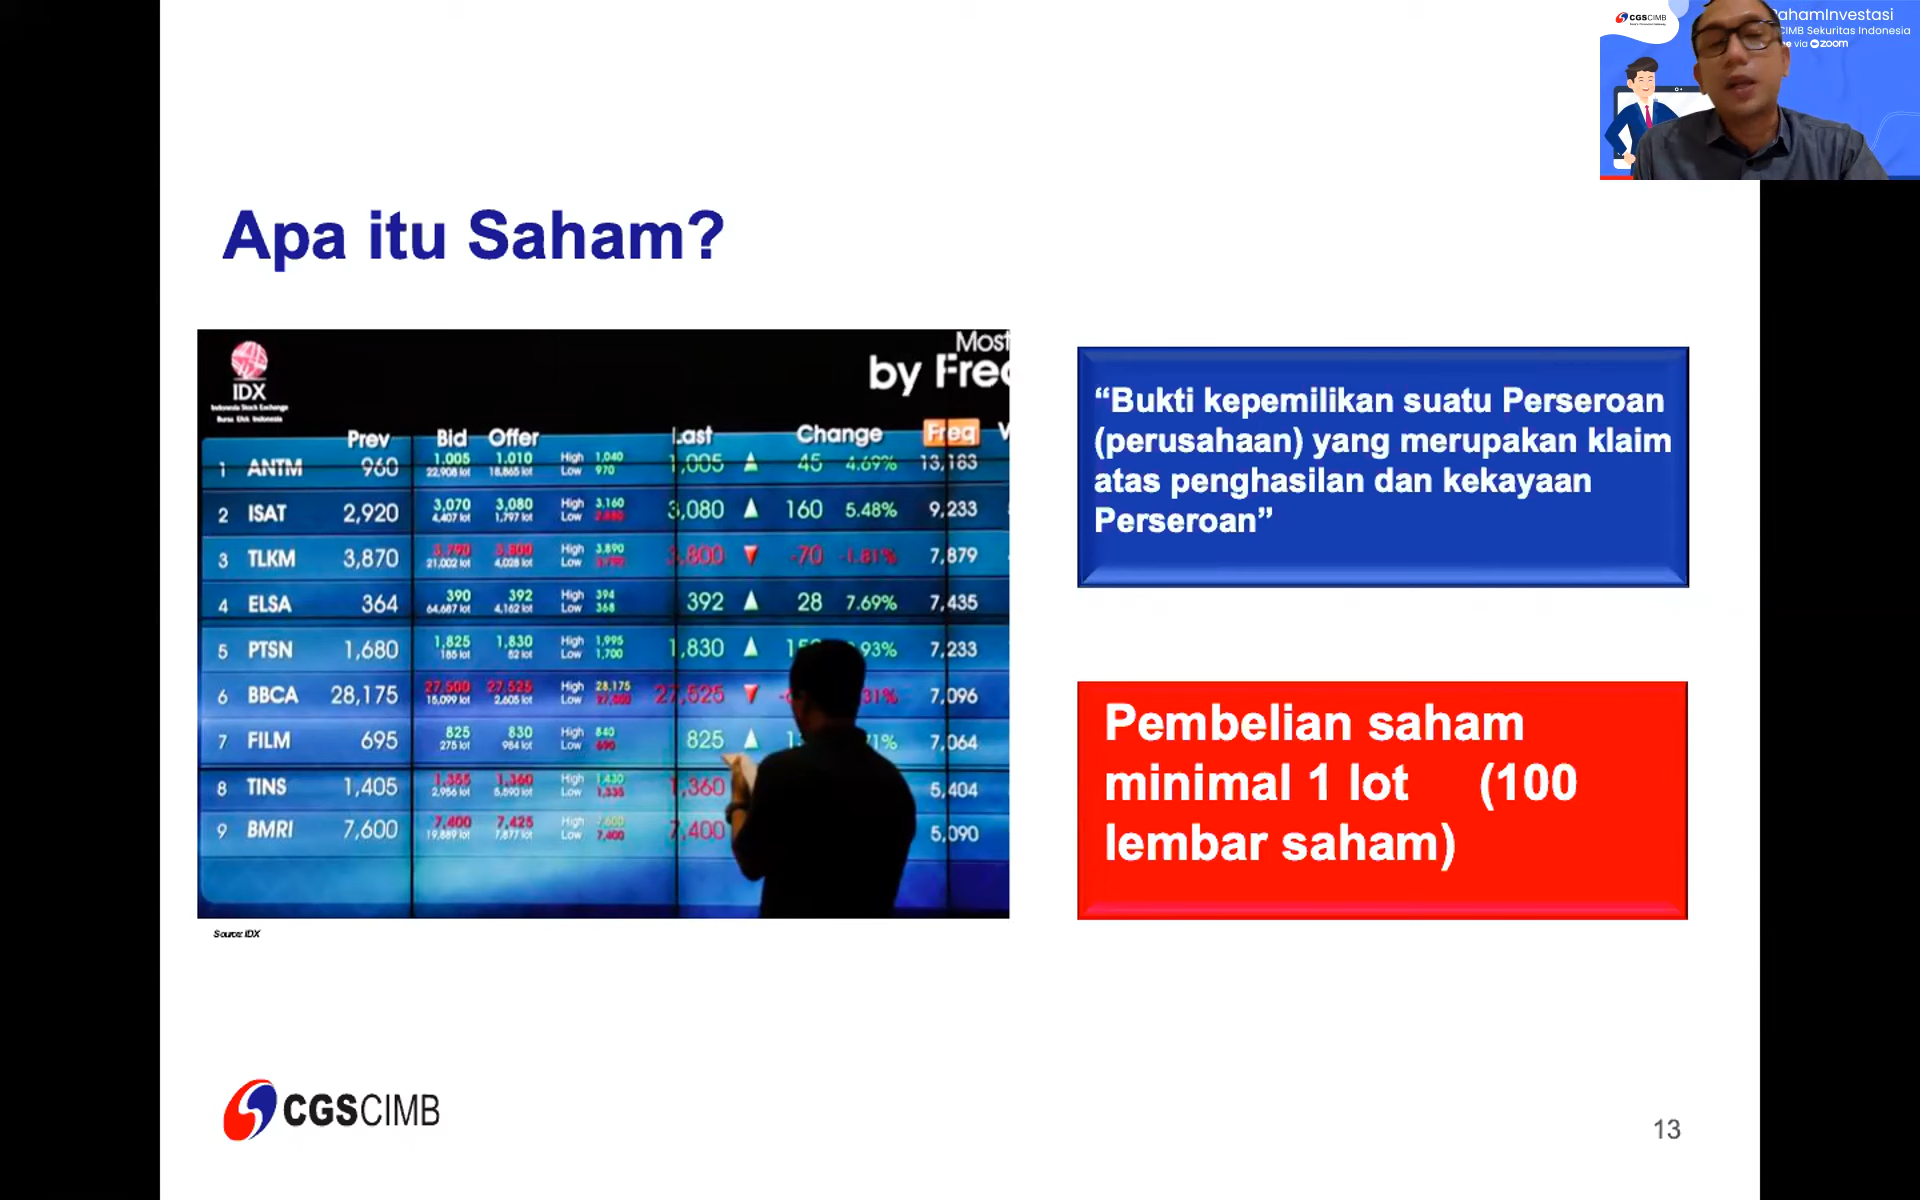 CGSCIMB
ahamInvestasi
CIMB Sekuritas Indonesia
via zoom
Apa itu Saham?
IDX
Indonesia Stock Exchange
Bursa Efek Indonesia
Most
by Fre
Prev Bid Offer Last Change Freq
1 ANTM 960 1.005 1.010 High 1,040 1,005 45 4.69% 13,183
22,908 lot Low 970
2 ISAT 2,920 3,070 3,080 High 3,160 3,080 160 5.48% 9,233
4,407 lot 1,797 lot Low
3 TLKM 3,870 3,790 3,800 High 3,890 3,800 -70 -1.81% 7,879
21,002 lot 4,028 lot Low
4 ELSA 364 390 392 High 394 392 28 7.69% 7,435
64,687 lot 4,162 lot Low 368
5 PTSN 1,680 1,825 1,830 High 1,995 1,830 93% 7,233
185 lot 82 lot Low 1,700
6 BBCA 28,175 27,500 27,525 High 28,175 27,525 31% 7,096
15,099 lot 2,605 lot Low
7 FILM 695 825 830 High 840 825 71% 7,064
275 lot 984 lot Low 690
8 TINS 1,405 1,355 1,360 High 1,430 1,360 5,404
2,956 lot 5,590 lot Low 1,335
9 BMRI 7,600 7,400 7,425 High 7,600 7,400 5,090
19,889 lot 7,877 lot Low 7,400
Source: IDX
“Bukti kepemilikan suatu Perseroan
(perusahaan) yang merupakan klaim
atas penghasilan dan kekayaan
Perseroan”
Pembelian saham
minimal 1 lot (100
lembar saham)
CGSCIMB
13